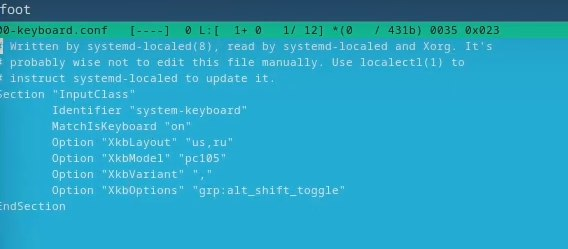 foot
0-keyboard.conf   [----]  0 L:[  1+ 0   1/ 12] *(0   / 431b) 0035 0x023
# Written by systemd-localed(8), read by systemd-localed and Xorg. It's
# probably wise not to edit this file manually. Use localectl(1) to
# instruct systemd-localed to update it.
Section "InputClass"
        Identifier "system-keyboard"
        MatchIsKeyboard "on"
        Option "XkbLayout" "us,ru"
        Option "XkbModel" "pc105"
        Option "XkbVariant" ","
        Option "XkbOptions" "grp:alt_shift_toggle"
EndSection